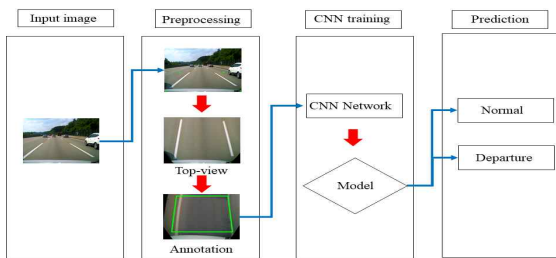 Input image
Preprocessing
CNN training
Prediction
Top-view
Annotation
CNN Network
Model
Normal
Departure